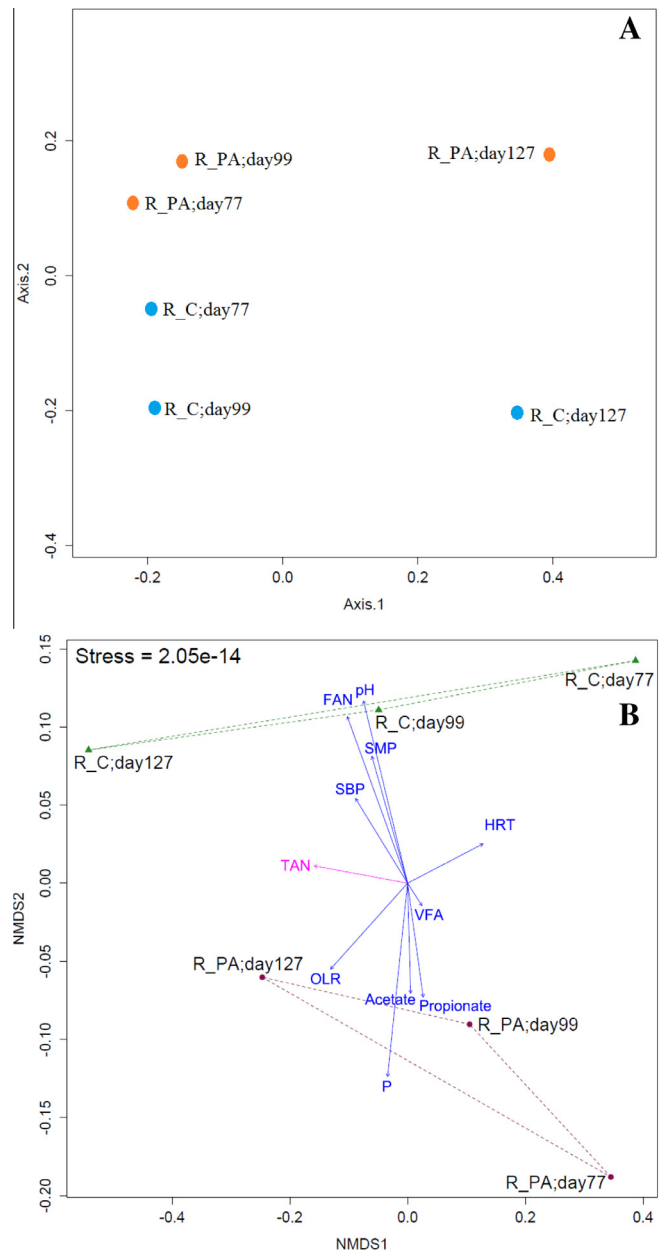 A
0.2
R_PA;day99
R_PA;day127
R_PA;day77
0.0
Axis.2
R_C;day77
-0.2
R_C;day99
R_C;day127
-0.4
-0.2
0.0
0.2
0.4
Axis.1
0.15
Stress = 2.05e-14
B
R_C;day77
FAN
pH
0.10
R_C;day99
SMP
R_C;day127
SBP
0.05
HRT
TAN
0.00
NMDS2
VFA
-0.05
R_PA;day127
OLR
Acetate
Propionate
R_PA;day99
-0.10
P
-0.15
R_PA;day77
-0.20
-0.4
-0.2
0.0
0.2
0.4
NMDS1